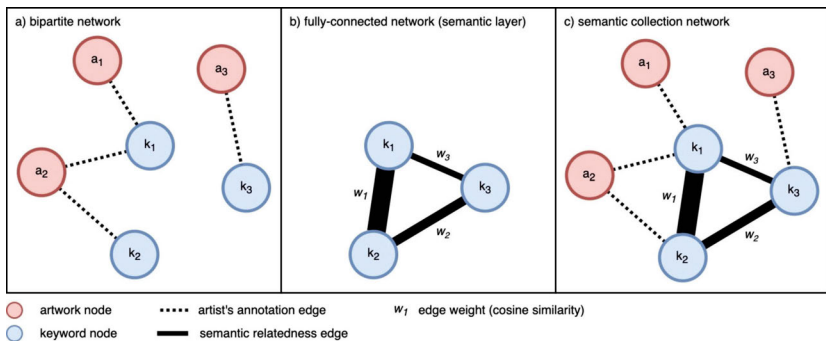 a) bipartite network
a₁
a₃
k₁
a₂
k₃
k₂
b) fully-connected network (semantic layer)
k₁
w₃
k₃
w₁
w₂
k₂
c) semantic collection network
a₁
a₃
k₁
w₃
a₂
k₃
w₁
w₂
k₂
artwork node
artist's annotation edge
w₁ edge weight (cosine similarity)
keyword node
semantic relatedness edge